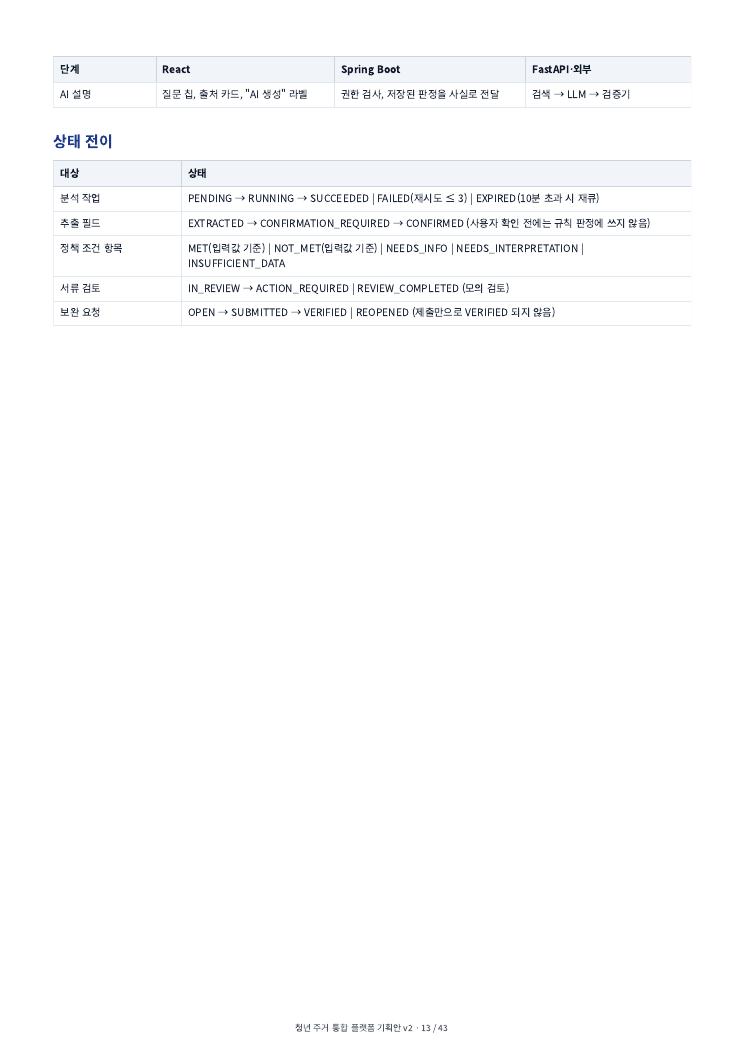 단계 React Spring Boot FastAPI·외부
AI 설명 질문 칩, 출처 카드, "AI 생성" 라벨 권한 검사, 저장된 판정을 사실로 전달 검색 → LLM → 검증기
상태 전이
대상 상태
분석 작업 PENDING → RUNNING → SUCCEEDED | FAILED(재시도 ≤ 3) | EXPIRED(10분 초과 시 재큐)
추출 필드 EXTRACTED → CONFIRMATION_REQUIRED → CONFIRMED (사용자 확인 전에는 규칙 판정에 쓰지 않음)
정책 조건 항목 MET(입력값 기준) | NOT_MET(입력값 기준) | NEEDS_INFO | NEEDS_INTERPRETATION |
INSUFFICIENT_DATA
서류 검토 IN_REVIEW → ACTION_REQUIRED | REVIEW_COMPLETED (모의 검토)
보완 요청 OPEN → SUBMITTED → VERIFIED | REOPENED (제출만으로 VERIFIED 되지 않음)
청년 주거 통합 플랫폼 기획안 v2 · 13 / 43